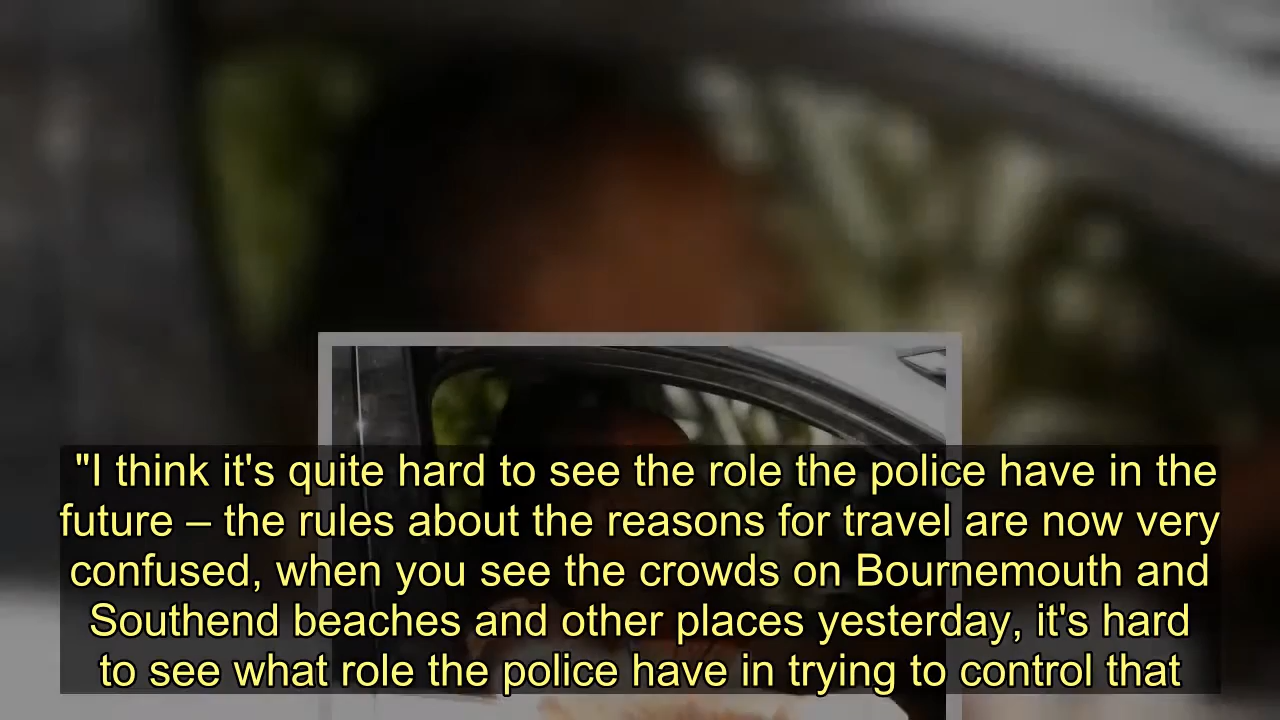 "I think it's quite hard to see the role the police have in the
future – the rules about the reasons for travel are now very
confused, when you see the crowds on Bournemouth and
Southend beaches and other places yesterday, it's hard
to see what role the police have in trying to control that